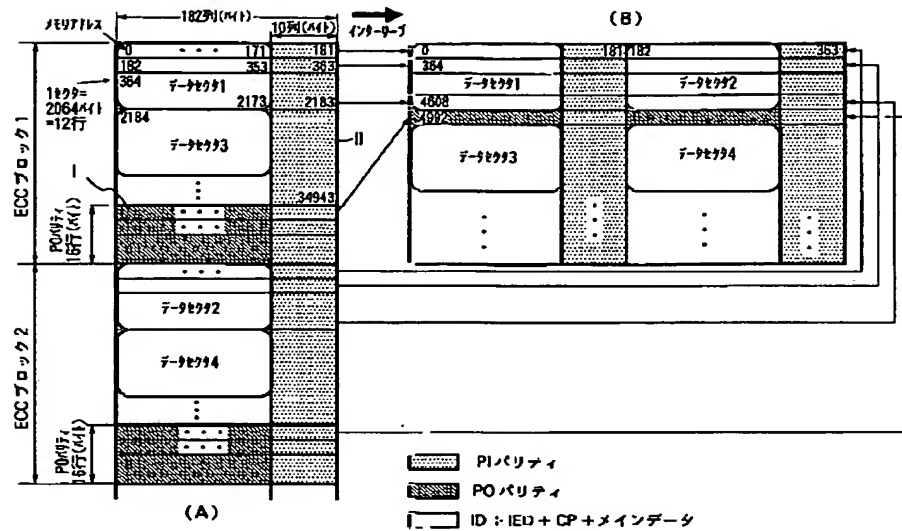 182列(バイト)
10列(バイト)
メモリアドレス
インターリーブ
(B)
0
171
181
182
353
363
364
データセクタ1
1セクタ=
2064バイト
=12行
2173
2183
2184
データセクタ3
II
I
34943
ECCブロック1
POパリティ
16行(バイト)
0
181
182
353
364
データセクタ1
データセクタ2
4608
4992
データセクタ3
データセクタ4
データセクタ2
データセクタ4
ECCブロック2
POパリティ
16行(バイト)
(A)
PIパリティ
POパリティ
ID+IED+CP+メインデータ